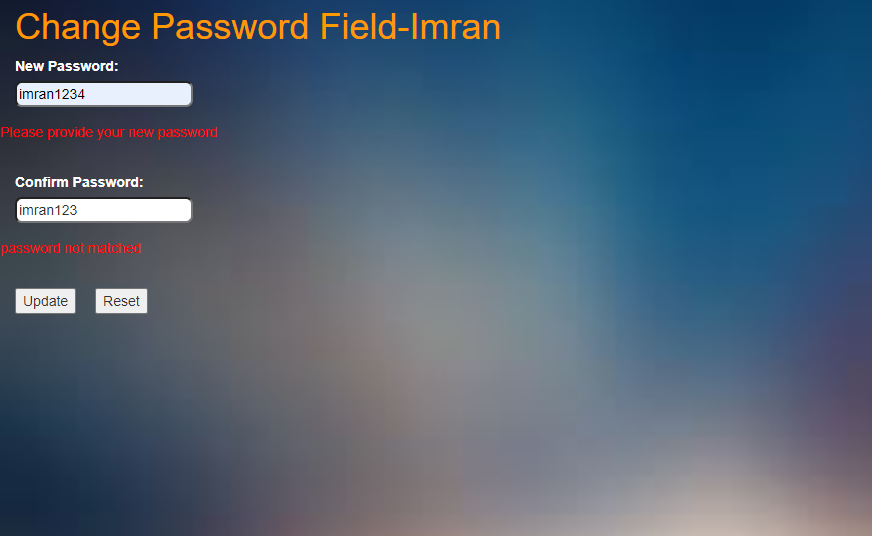 Change Password Field-Imran
New Password:
imran1234
Please provide your new password
Confirm Password:
imran123
password not matched
Update Reset